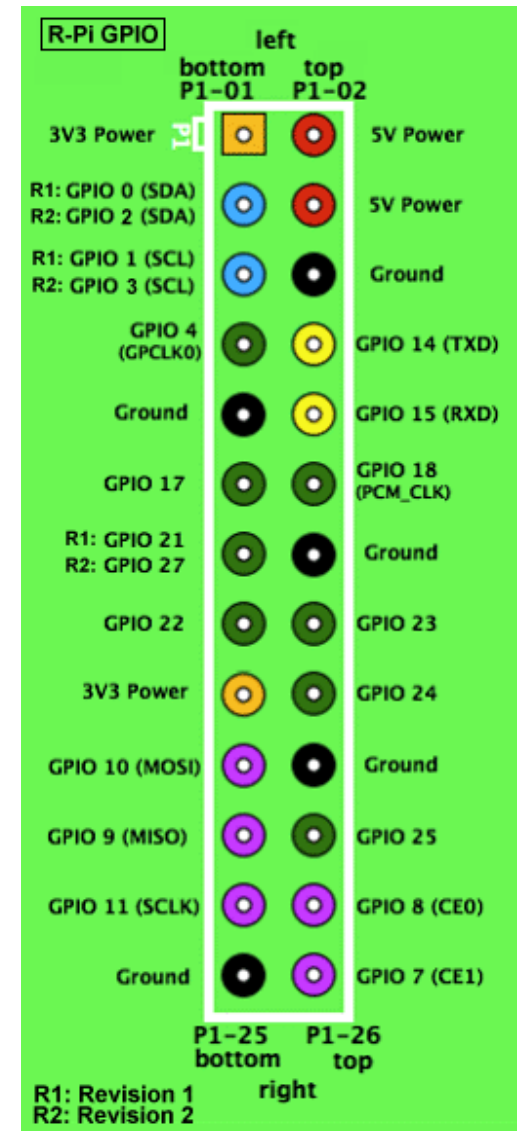 R-Pi GPIO
left
bottom top
P1-01 P1-02
3V3 Power P1 5V Power
R1: GPIO 0 (SDA)
R2: GPIO 2 (SDA)
5V Power
R1: GPIO 1 (SCL)
R2: GPIO 3 (SCL)
Ground
GPIO 4
(GPCLK0)
GPIO 14 (TXD)
Ground GPIO 15 (RXD)
GPIO 17
GPIO 18
(PCM_CLK)
R1: GPIO 21
R2: GPIO 27
Ground
GPIO 22 GPIO 23
3V3 Power GPIO 24
GPIO 10 (MOSI) Ground
GPIO 9 (MISO) GPIO 25
GPIO 11 (SCLK) GPIO 8 (CE0)
Ground GPIO 7 (CE1)
P1-25 P1-26
bottom top
right
R1: Revision 1
R2: Revision 2